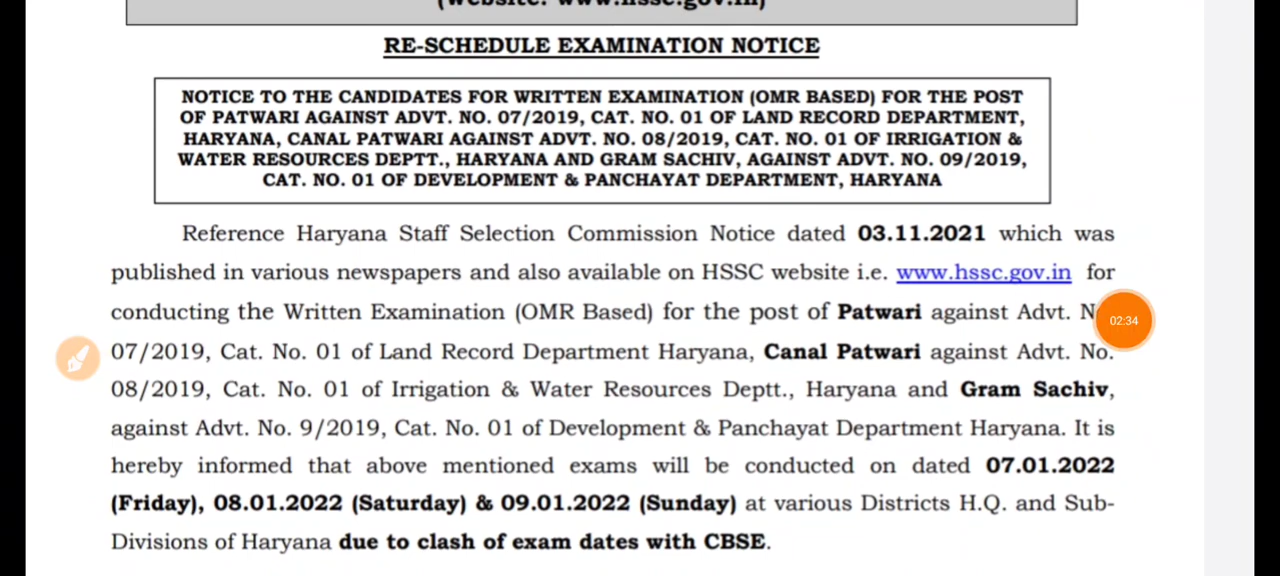 (Website: www.hssc.gov.in)
RE-SCHEDULE EXAMINATION NOTICE
NOTICE TO THE CANDIDATES FOR WRITTEN EXAMINATION (OMR BASED) FOR THE POST
OF PATWARI AGAINST ADVT. NO. 07/2019, CAT. NO. 01 OF LAND RECORD DEPARTMENT,
HARYANA, CANAL PATWARI AGAINST ADVT. NO. 08/2019, CAT. NO. 01 OF IRRIGATION &
WATER RESOURCES DEPTT., HARYANA AND GRAM SACHIV, AGAINST ADVT. NO. 09/2019,
CAT. NO. 01 OF DEVELOPMENT & PANCHAYAT DEPARTMENT, HARYANA
Reference Haryana Staff Selection Commission Notice dated 03.11.2021 which was
published in various newspapers and also available on HSSC website i.e. www.hssc.gov.in for
conducting the Written Examination (OMR Based) for the post of Patwari against Advt. N
02:34
07/2019, Cat. No. 01 of Land Record Department Haryana, Canal Patwari against Advt. No.
08/2019, Cat. No. 01 of Irrigation & Water Resources Deptt., Haryana and Gram Sachiv,
against Advt. No. 9/2019, Cat. No. 01 of Development & Panchayat Department Haryana. It is
hereby informed that above mentioned exams will be conducted on dated 07.01.2022
(Friday), 08.01.2022 (Saturday) & 09.01.2022 (Sunday) at various Districts H.Q. and Sub-
Divisions of Haryana due to clash of exam dates with CBSE.